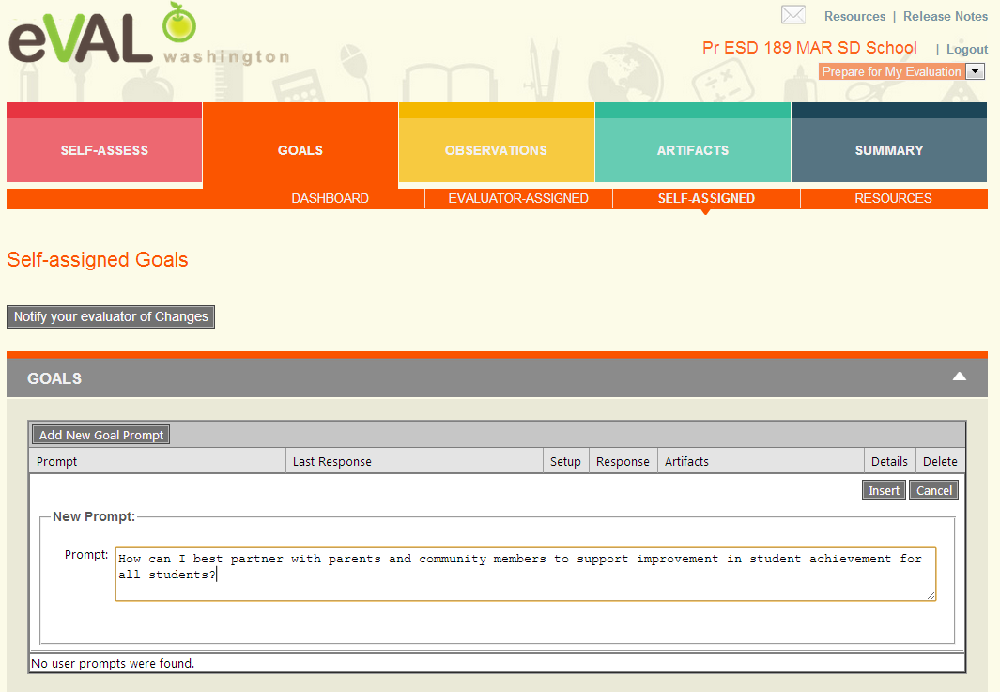 eVAL
washington
Resources | Release Notes
Pr ESD 189 MAR SD School | Logout
Prepare for My Evaluation
SELF-ASSESS GOALS OBSERVATIONS ARTIFACTS SUMMARY
DASHBOARD EVALUATOR-ASSIGNED SELF-ASSIGNED RESOURCES
Self-assigned Goals
Notify your evaluator of Changes
GOALS
Add New Goal Prompt
Prompt Last Response Setup Response Artifacts Details Delete
Insert Cancel
New Prompt:
Prompt: How can I best partner with parents and community members to support improvement in student achievement for
all students?
No user prompts were found.